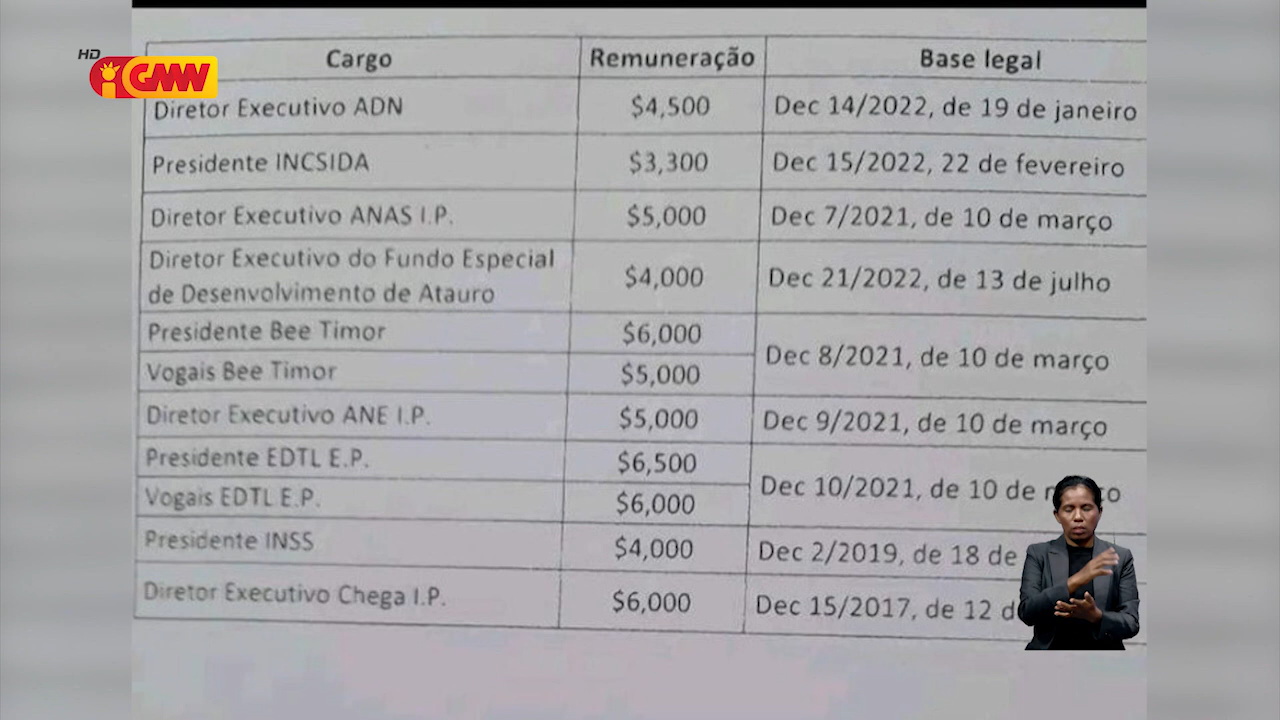 HD
GMN
Cargo Remuneração Base legal
Diretor Executivo ADN $4,500 Dec 14/2022, de 19 de janeiro
Presidente INCSIDA $3,300 Dec 15/2022, 22 de fevereiro
Diretor Executivo ANAS I.P. $5,000 Dec 7/2021, de 10 de março
Diretor Executivo do Fundo Especial
de Desenvolvimento de Atauro $4,000 Dec 21/2022, de 13 de julho
Presidente Bee Timor $6,000
Dec 8/2021, de 10 de março
Vogais Bee Timor $5,000
Diretor Executivo ANE I.P. $5,000 Dec 9/2021, de 10 de março
Presidente EDTL E.P. $6,500
Dec 10/2021, de 10 de
Vogais EDTL E.P. $6,000
Presidente INSS $4,000 Dec 2/2019, de 18 de
Diretor Executivo Chega I.P. $6,000 Dec 15/2017, de 12